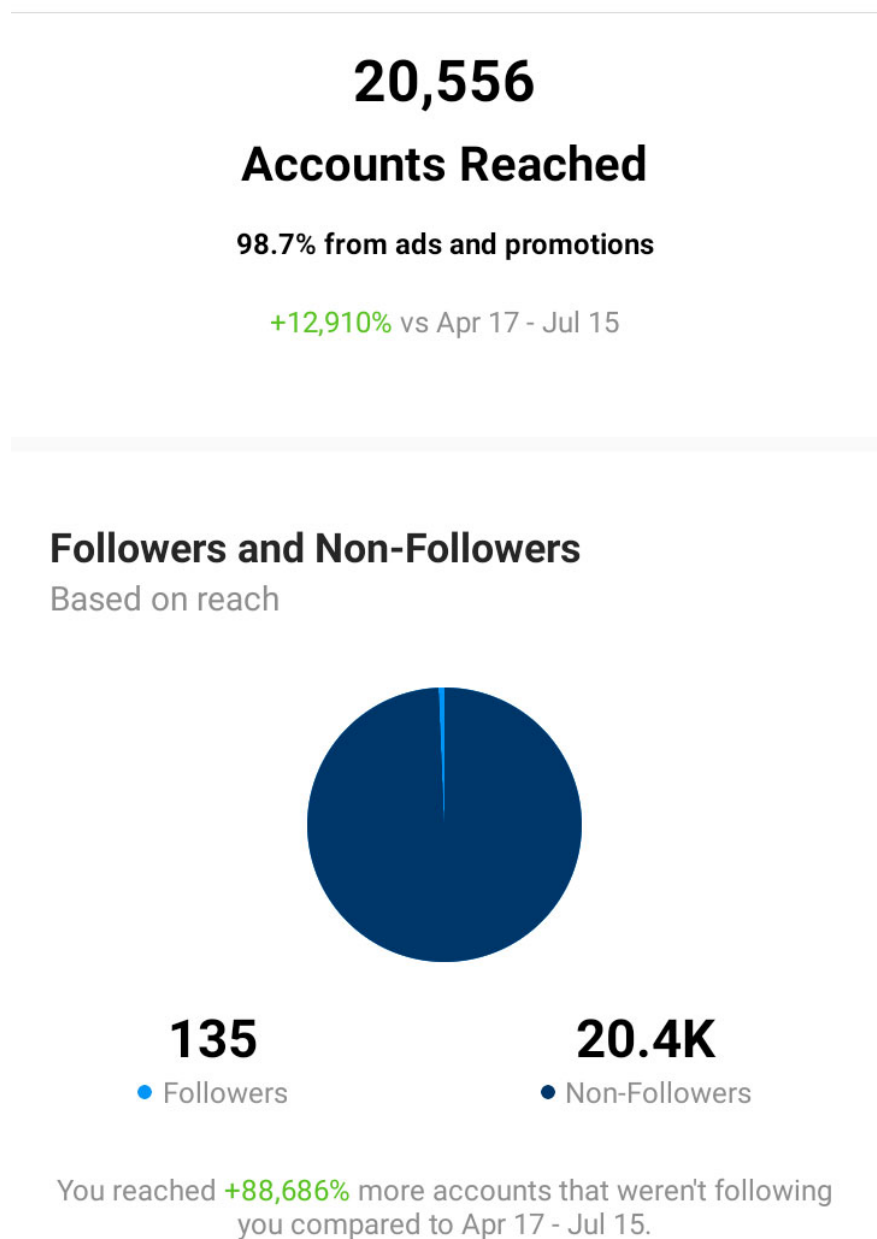 20,556
Accounts Reached
98.7% from ads and promotions
+12,910% vs Apr 17 - Jul 15
Followers and Non-Followers
Based on reach
135
20.4K
Followers
Non-Followers
You reached +88,686% more accounts that weren't following
you compared to Apr 17 - Jul 15.